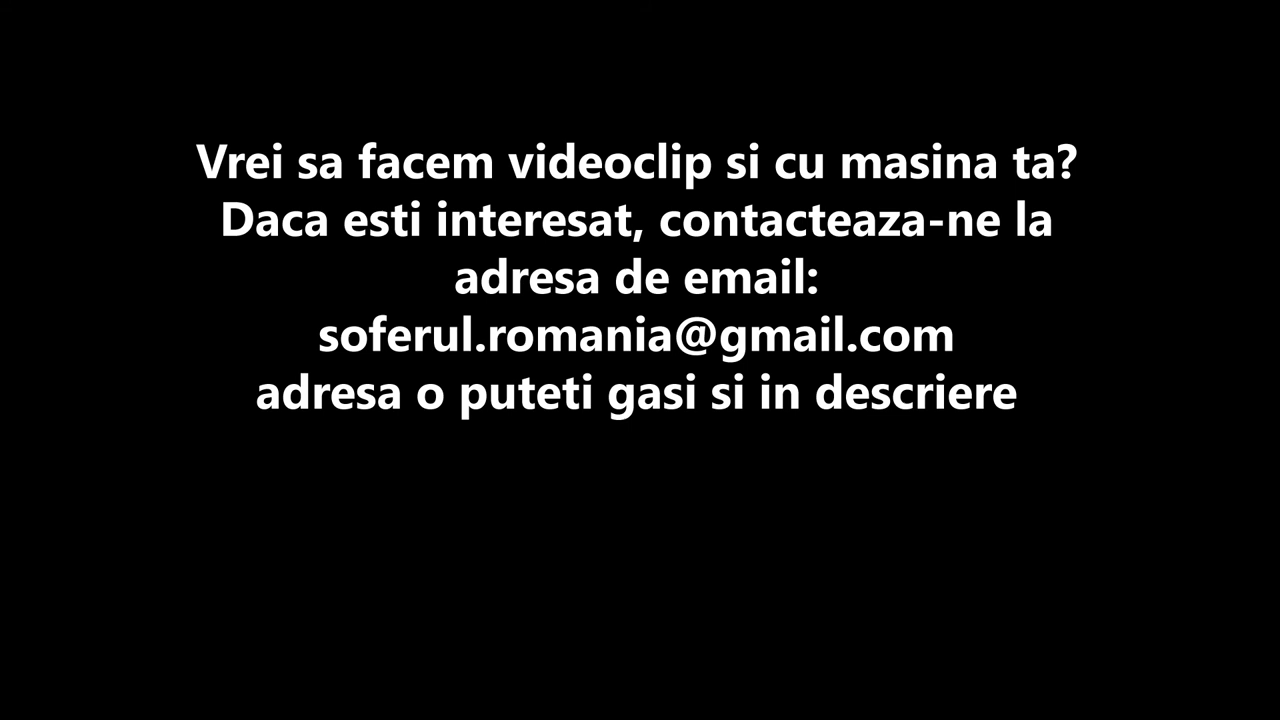 Vrei sa facem videoclip si cu masina ta?
Daca esti interesat, contacteaza-ne la
adresa de email:
soferul.romania@gmail.com
adresa o puteti gasi si in descriere